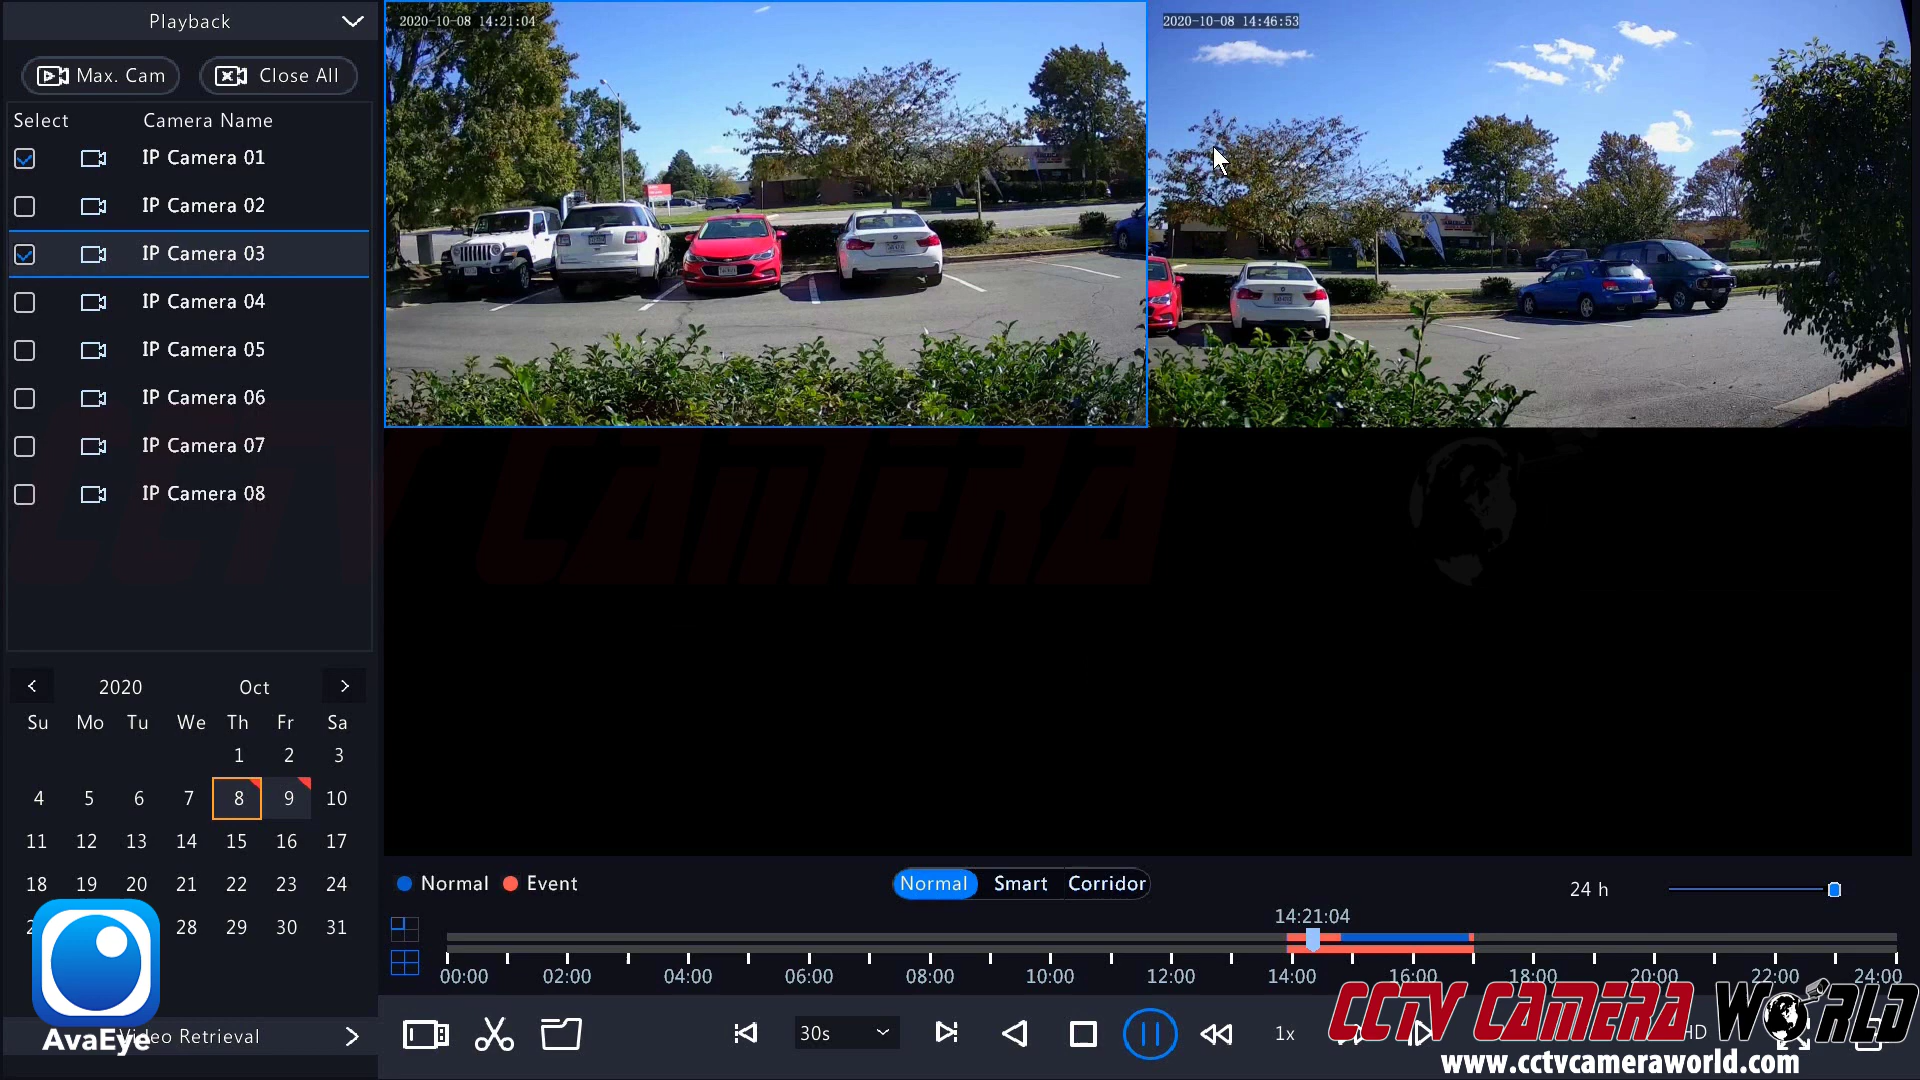 Playback
Max. Cam
Close All
Select
Camera Name
IP Camera 01
IP Camera 02
IP Camera 03
IP Camera 04
IP Camera 05
IP Camera 06
IP Camera 07
IP Camera 08
2020-10-08 14:21:04
2020-10-08 14:46:53
CCTV CAMERA
2020 Oct
Su Mo Tu We Th Fr Sa
1 2 3
4 5 6 7 8 9 10
11 12 13 14 15 16 17
18 19 20 21 22 23 24
28 29 30 31
AvaEye
Video Retrieval
Normal
Event
Normal
Smart
Corridor
24 h
14:21:04
00:00 02:00 04:00 06:00 08:00 10:00 12:00 14:00 16:00 18:00 20:00 22:00 24:00
30s
1x
HD
CCTV CAMERA WORLD
www.cctvcameraworld.com